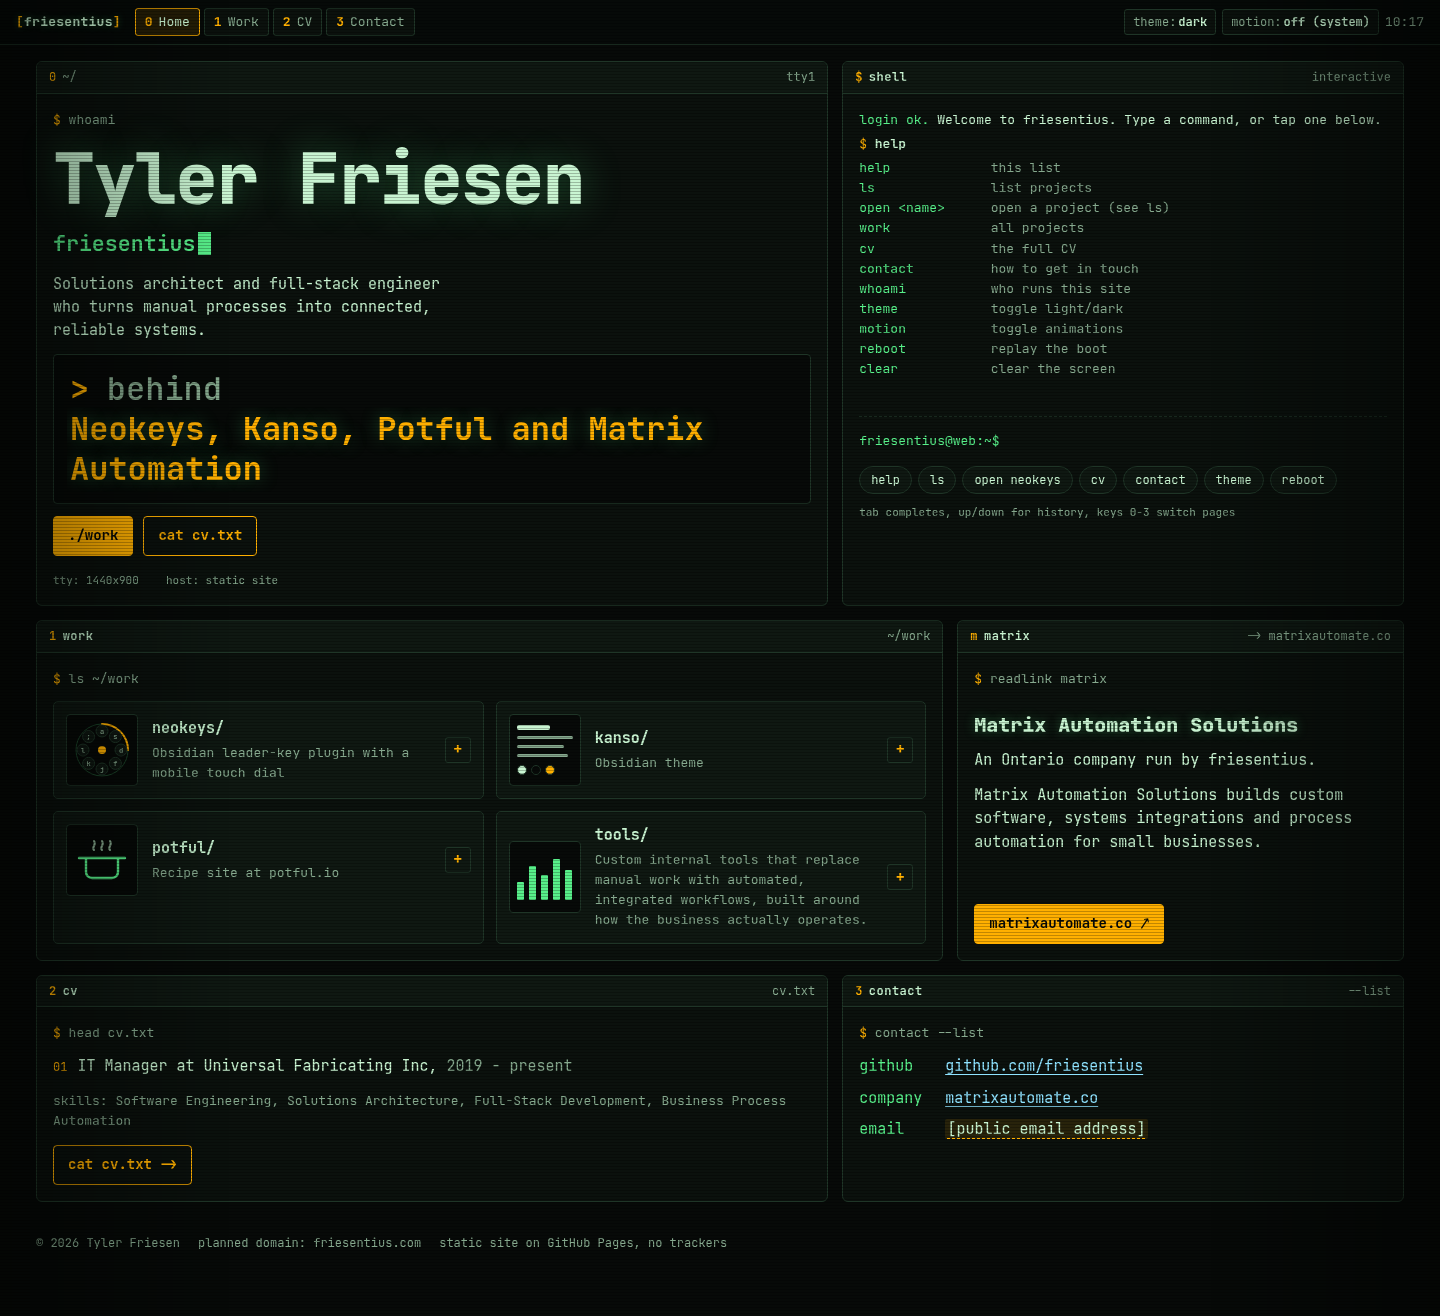 [friesentius] 0 Home 1 Work 2 CV 3 Contact theme: dark motion: off (system) 10:17
0 ~/ tty1
$ whoami
Tyler Friesen
friesentius
Solutions architect and full-stack engineer
who turns manual processes into connected,
reliable systems.
> behind
Neokeys, Kanso, Potful and Matrix
Automation
./work cat cv.txt
tty: 1440x900 host: static site
$ shell interactive
login ok. Welcome to friesentius. Type a command, or tap one below.
$ help
help this list
ls list projects
open <name> open a project (see ls)
work all projects
cv the full CV
contact how to get in touch
whoami who runs this site
theme toggle light/dark
motion toggle animations
reboot replay the boot
clear clear the screen
friesentius@web:~$
help ls open neokeys cv contact theme reboot
tab completes, up/down for history, keys 0-3 switch pages
1 work ~/work
$ ls ~/work
neokeys/
Obsidian leader-key plugin with a
mobile touch dial
+
a
s
d
f
j
k
l
;
kanso/
Obsidian theme
+
potful/
Recipe site at potful.io
+
tools/
Custom internal tools that replace
manual work with automated,
integrated workflows, built around
how the business actually operates.
+
m matrix → matrixautomate.co
$ readlink matrix
Matrix Automation Solutions
An Ontario company run by friesentius.
Matrix Automation Solutions builds custom
software, systems integrations and process
automation for small businesses.
matrixautomate.co ↗
2 cv cv.txt
$ head cv.txt
01 IT Manager at Universal Fabricating Inc, 2019 - present
skills: Software Engineering, Solutions Architecture, Full-Stack Development, Business Process
Automation
cat cv.txt →
3 contact --list
$ contact --list
github github.com/friesentius
company matrixautomate.co
email [public email address]
© 2026 Tyler Friesen planned domain: friesentius.com static site on GitHub Pages, no trackers